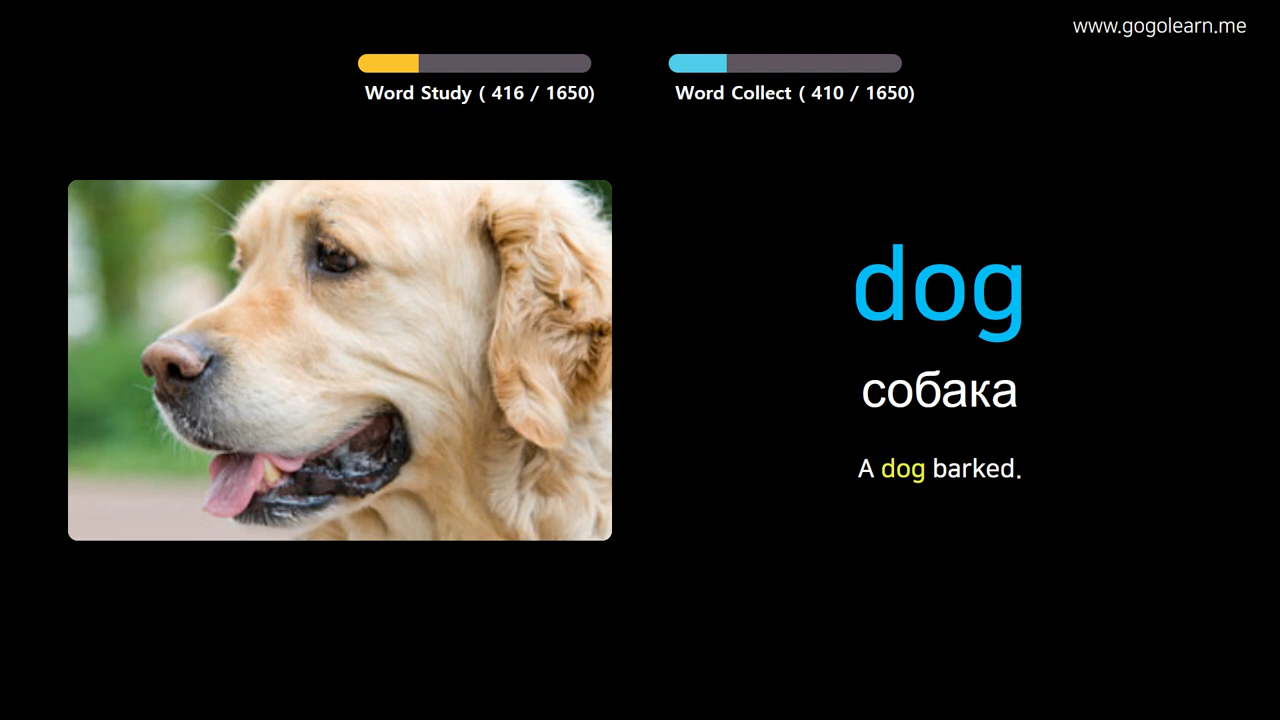 www.gogolearn.me
Word Study ( 416 / 1650)
Word Collect ( 410 / 1650)
dog
собака
A dog barked.